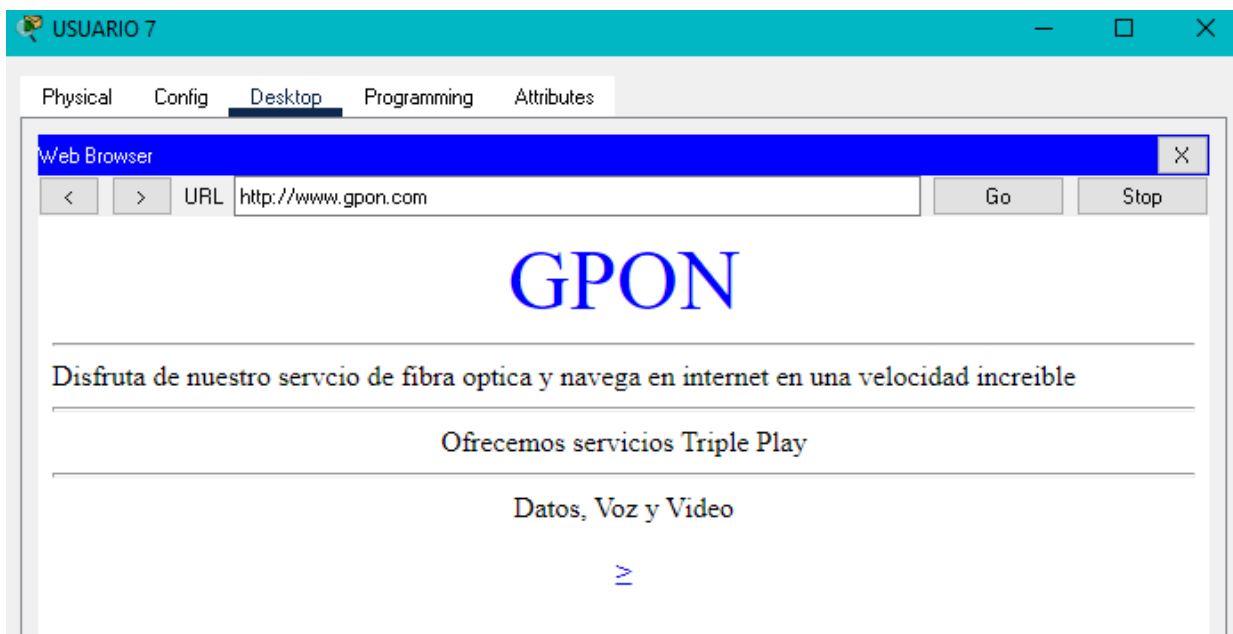 USUARIO 7
Physical Config Desktop Programming Attributes
Web Browser X
< > URL http://www.gpon.com Go Stop
GPON
Disfruta de nuestro servcio de fibra optica y navega en internet en una velocidad increible
Ofrecemos servicios Triple Play
Datos, Voz y Video
>